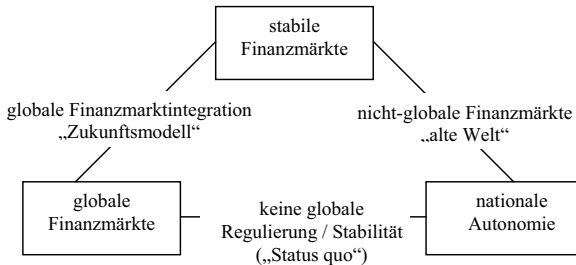 stabile
Finanzmärkte
globale Finanzmarktintegration
„Zukunftsmodell“
nicht-globale Finanzmärkte
„alte Welt“
globale
Finanzmärkte
keine globale
Regulierung / Stabilität
(„Status quo“)
nationale
Autonomie